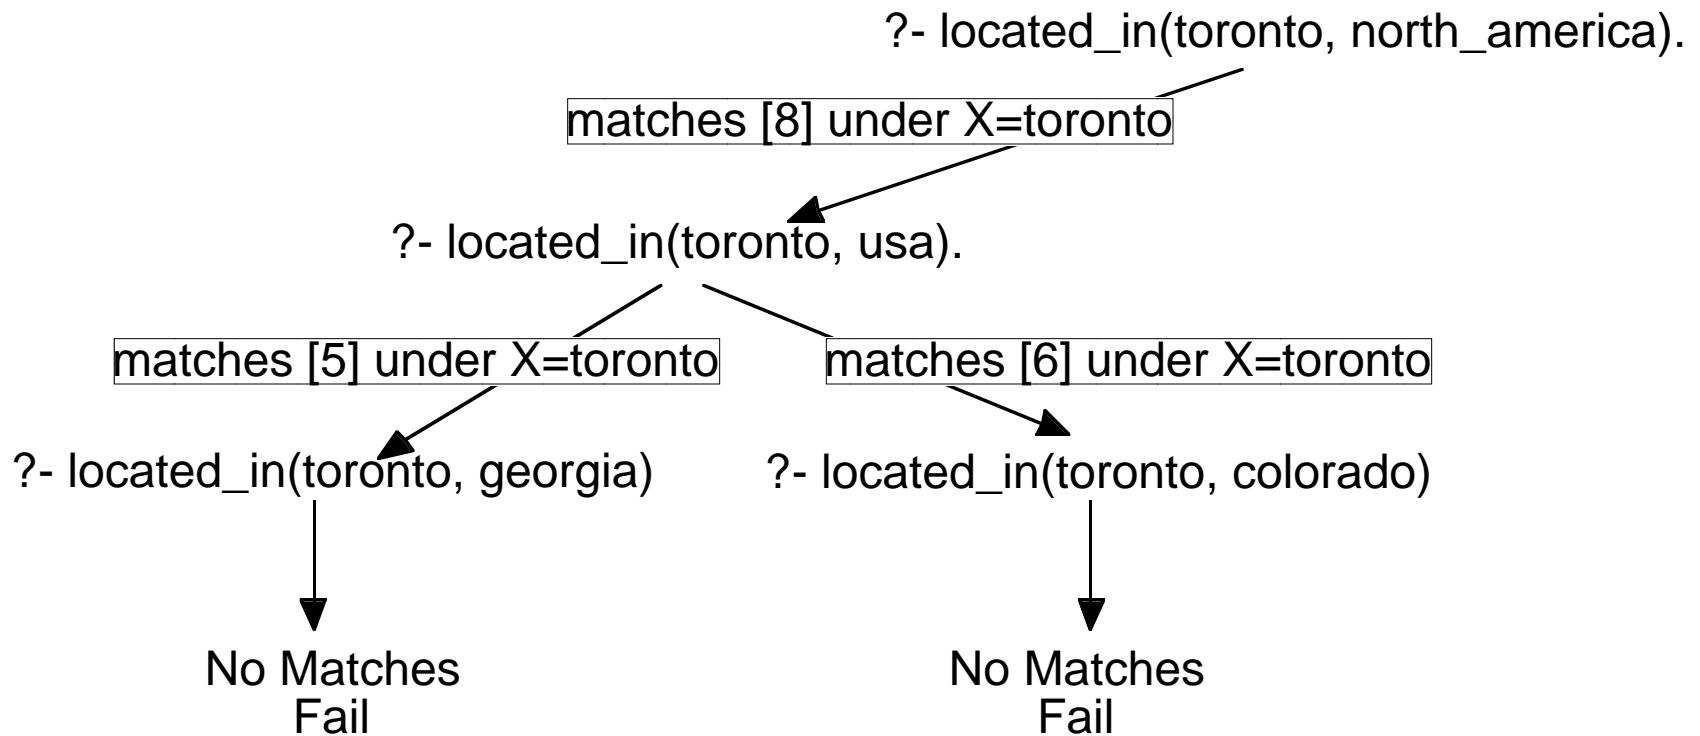 ?- located_in(toronto, north_america).
matches [8] under X=toronto
?- located_in(toronto, usa).
matches [5] under X=toronto
matches [6] under X=toronto
?- located_in(toronto, georgia)
?- located_in(toronto, colorado)
No Matches
Fail
No Matches
Fail